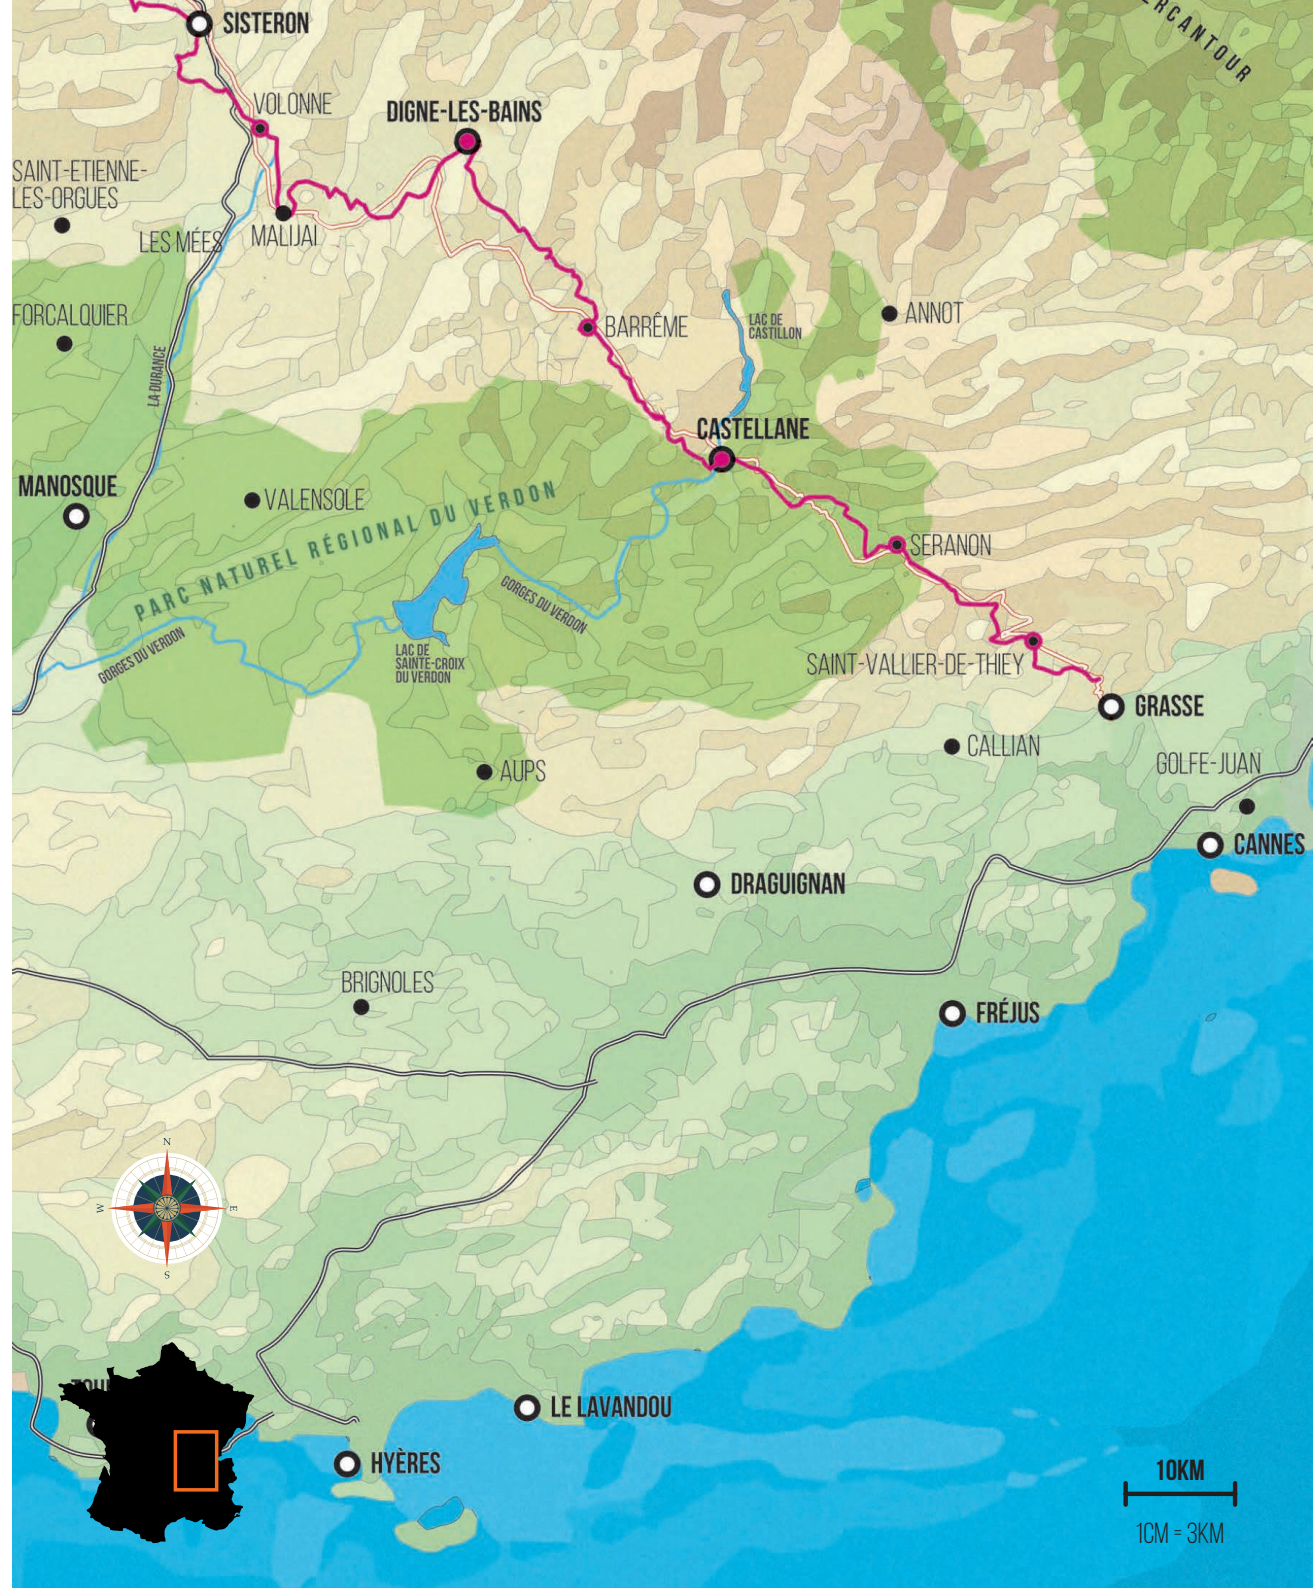 ERCANTOUR
SISTERON
VOLONNE
DIGNE-LES-BAINS
SAINT-ETIENNE-
LES-ORGUES
LES MÉES
MALIJAI
FORCALQUIER
BARRÊME
LAC DE
CASTILLON
ANNOT
LA DURANCE
CASTELLANE
MANOSQUE
VALENSOLE
PARC NATUREL RÉGIONAL DU VERDON
SERANON
GORGES DU VERDON
GORGES DU VERDON
LAC DE
SAINTE-CROIX
DU VERDON
SAINT-VALLIER-DE-THIEY
GRASSE
CALLIAN
GOLFE-JUAN
AUPS
CANNES
DRAGUIGNAN
BRIGNOLES
FRÉJUS
N
W
E
S
TOU
LE LAVANDOU
HYÈRES
10KM
1CM = 3KM